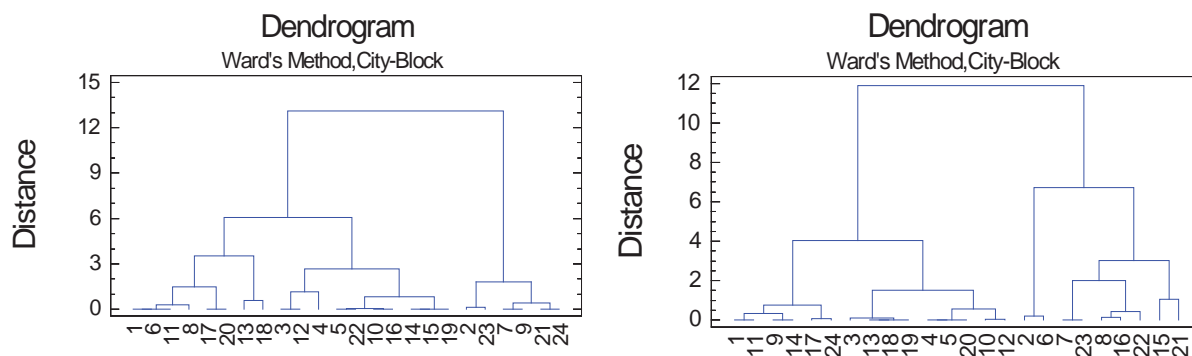 Dendrogram
Ward's Method,City-Block
Distance
15
12
9
6
3
0
1 6 11 8 17 20 13 18 3 12 4 5 22 10 16 14 15 19 2 23 7 9 21 24
Dendrogram
Ward's Method,City-Block
Distance
12
10
8
6
4
2
0
1 11 9 14 17 24 3 13 18 19 4 5 20 10 12 2 6 7 23 8 16 22 15 21